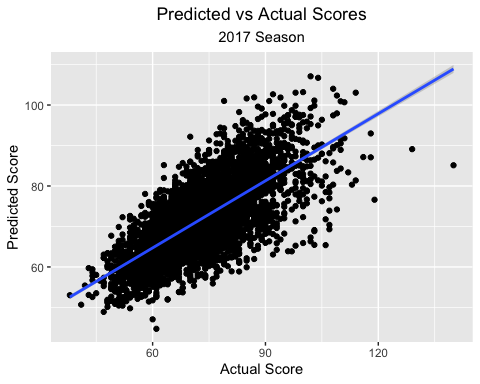 Predicted vs Actual Scores
2017 Season
Predicted Score
100
80
60
60
90
120
Actual Score